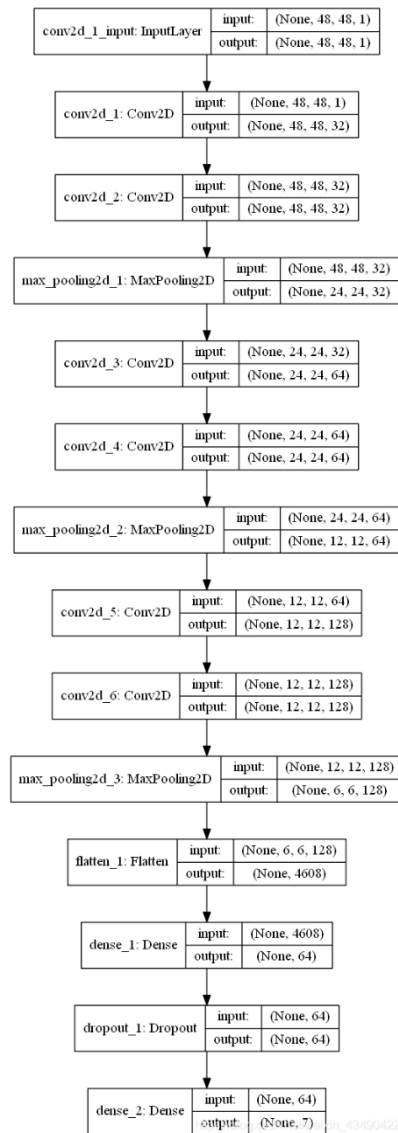 conv2d_1_input: InputLayer input: (None, 48, 48, 1)
output: (None, 48, 48, 1)
conv2d_1: Conv2D input: (None, 48, 48, 1)
output: (None, 48, 48, 32)
conv2d_2: Conv2D input: (None, 48, 48, 32)
output: (None, 48, 48, 32)
max_pooling2d_1: MaxPooling2D input: (None, 48, 48, 32)
output: (None, 24, 24, 32)
conv2d_3: Conv2D input: (None, 24, 24, 32)
output: (None, 24, 24, 64)
conv2d_4: Conv2D input: (None, 24, 24, 64)
output: (None, 24, 24, 64)
max_pooling2d_2: MaxPooling2D input: (None, 24, 24, 64)
output: (None, 12, 12, 64)
conv2d_5: Conv2D input: (None, 12, 12, 64)
output: (None, 12, 12, 128)
conv2d_6: Conv2D input: (None, 12, 12, 128)
output: (None, 12, 12, 128)
max_pooling2d_3: MaxPooling2D input: (None, 12, 12, 128)
output: (None, 6, 6, 128)
flatten_1: Flatten input: (None, 6, 6, 128)
output: (None, 4608)
dense_1: Dense input: (None, 4608)
output: (None, 64)
dropout_1: Dropout input: (None, 64)
output: (None, 64)
dense_2: Dense input: (None, 64)
output: (None, 7)